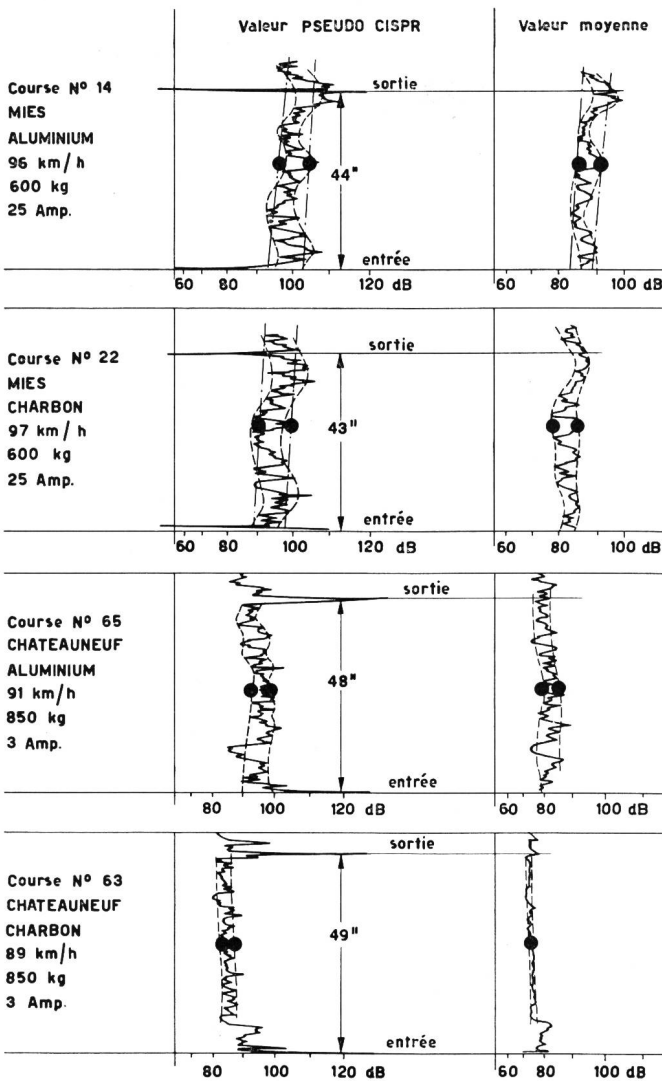 Valeur PSEUDO CISPR
Valeur moyenne
Course Nº 14
MIES
ALUMINIUM
96 km/h
600 kg
25 Amp.
sortie
44"
entrée
60 80 100 120 dB
60 80 100 dB
Course Nº 22
MIES
CHARBON
97 km/h
600 kg
25 Amp.
sortie
43"
entrée
60 80 100 120 dB
60 80 100 dB
Course Nº 65
CHATEAUNEUF
ALUMINIUM
91 km/h
850 kg
3 Amp.
sortie
48"
entrée
80 100 120 dB
60 80 100 dB
Course Nº 63
CHATEAUNEUF
CHARBON
89 km/h
850 kg
3 Amp.
sortie
49"
entrée
80 100 120 dB
60 80 100 dB